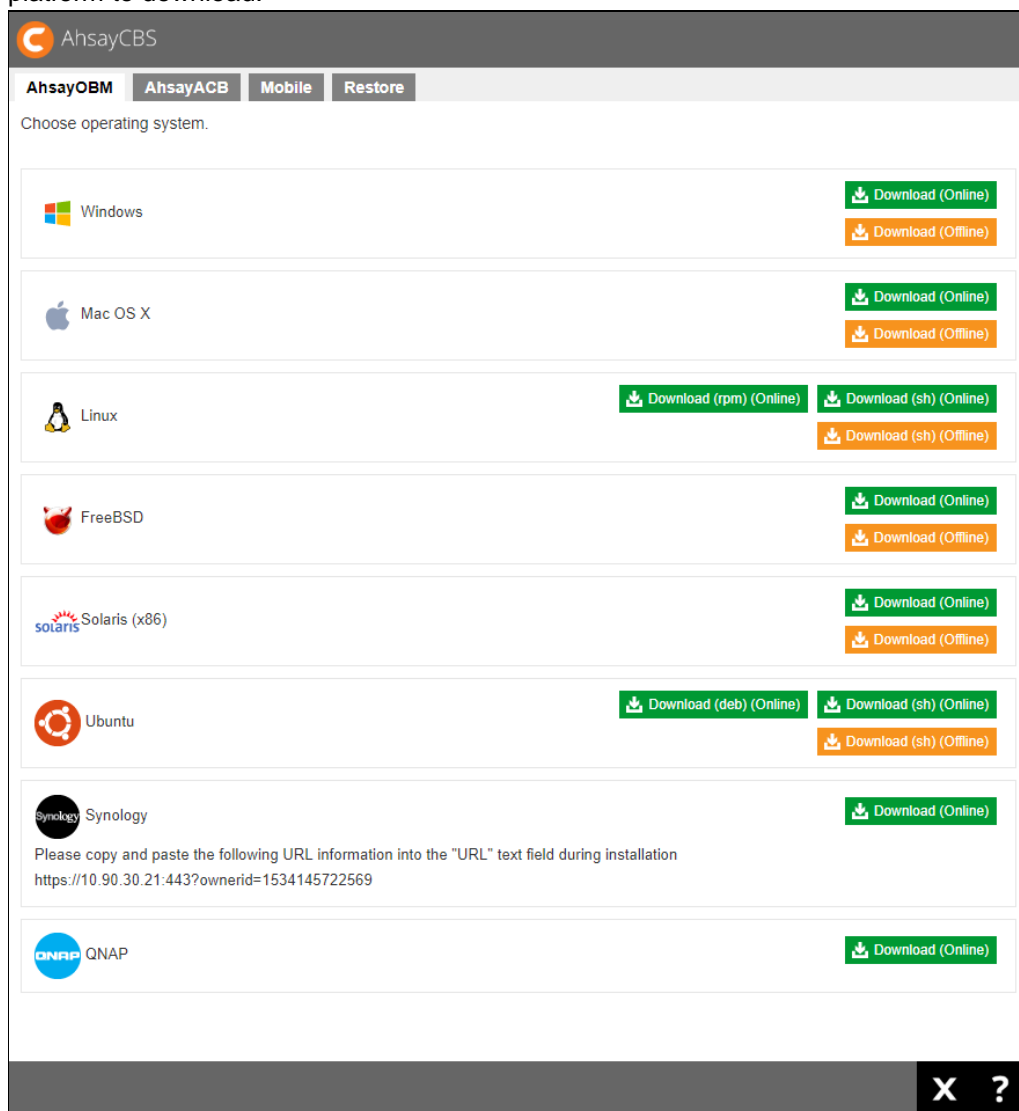 platform to download.
AhsayCBS
AhsayOBM AhsayACB Mobile Restore
Choose operating system.
Windows
Download (Online)
Download (Offline)
Mac OS X
Download (Online)
Download (Offline)
Linux
Download (rpm) (Online) Download (sh) (Online)
Download (sh) (Offline)
FreeBSD
Download (Online)
Download (Offline)
solaris Solaris (x86)
Download (Online)
Download (Offline)
Ubuntu
Download (deb) (Online) Download (sh) (Online)
Download (sh) (Offline)
Synology Synology
Download (Online)
Please copy and paste the following URL information into the "URL" text field during installation
https://10.90.30.21:443?ownerid=1534145722569
QNAP QNAP
Download (Online)
X ?